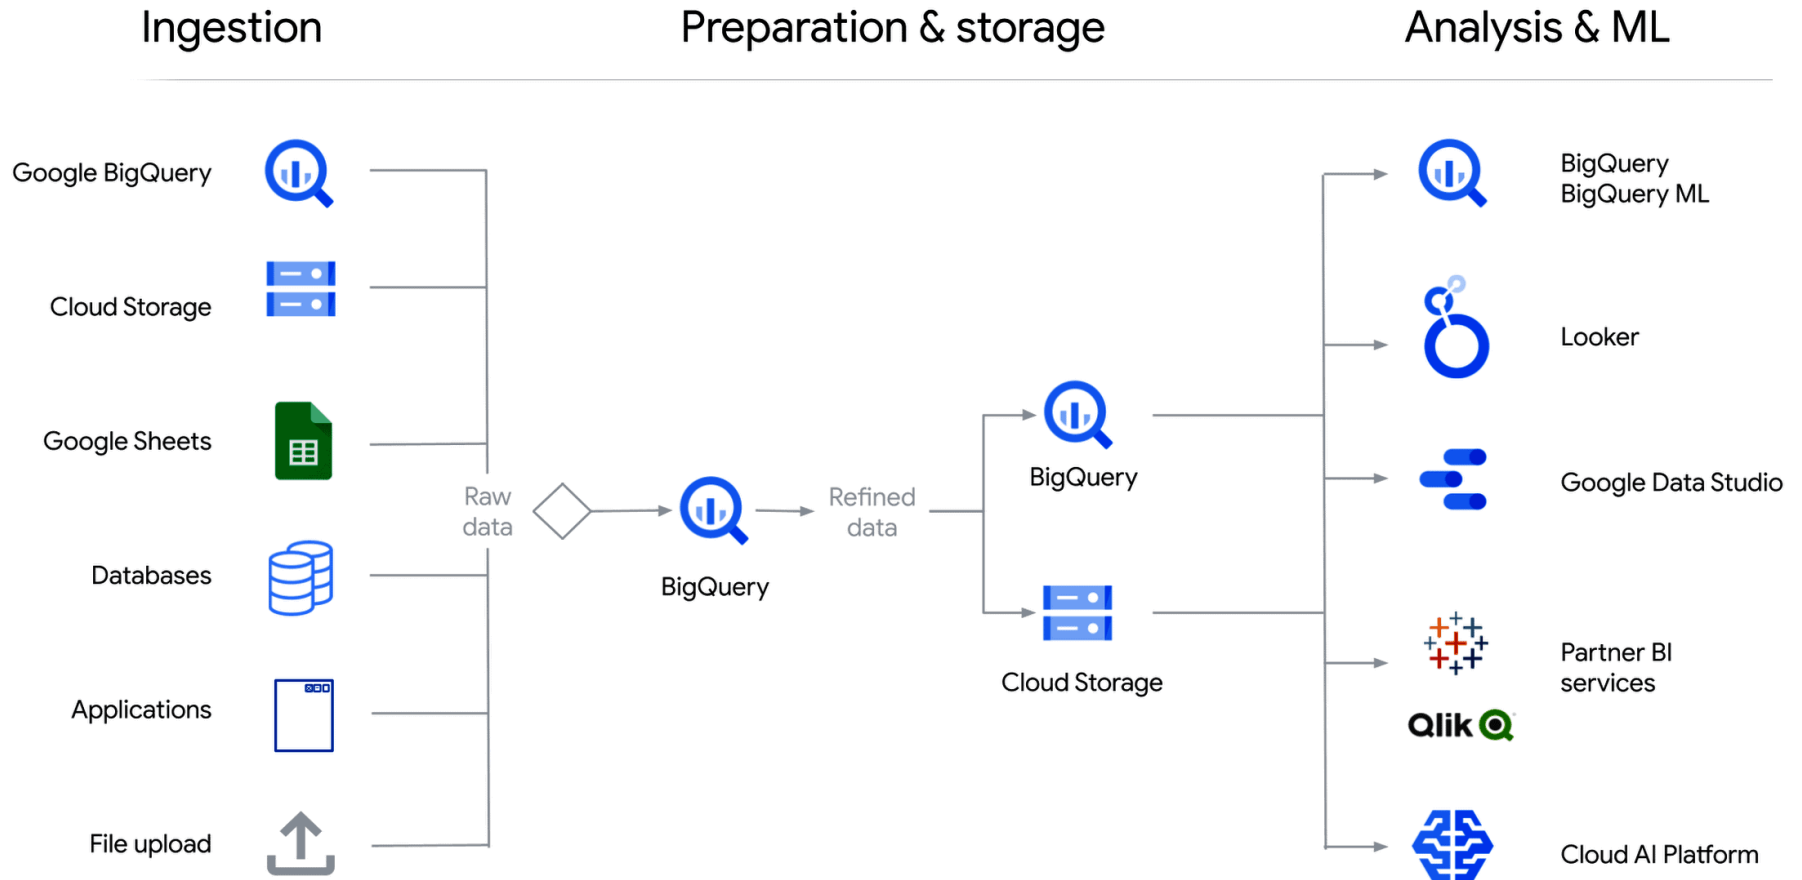 Ingestion
Preparation & storage
Analysis & ML
Google BigQuery
Cloud Storage
Google Sheets
Databases
Applications
File upload
Raw
data
BigQuery
Refined
data
BigQuery
Cloud Storage
BigQuery
BigQuery ML
Looker
Google Data Studio
Partner BI
services
Qlik
Cloud AI Platform